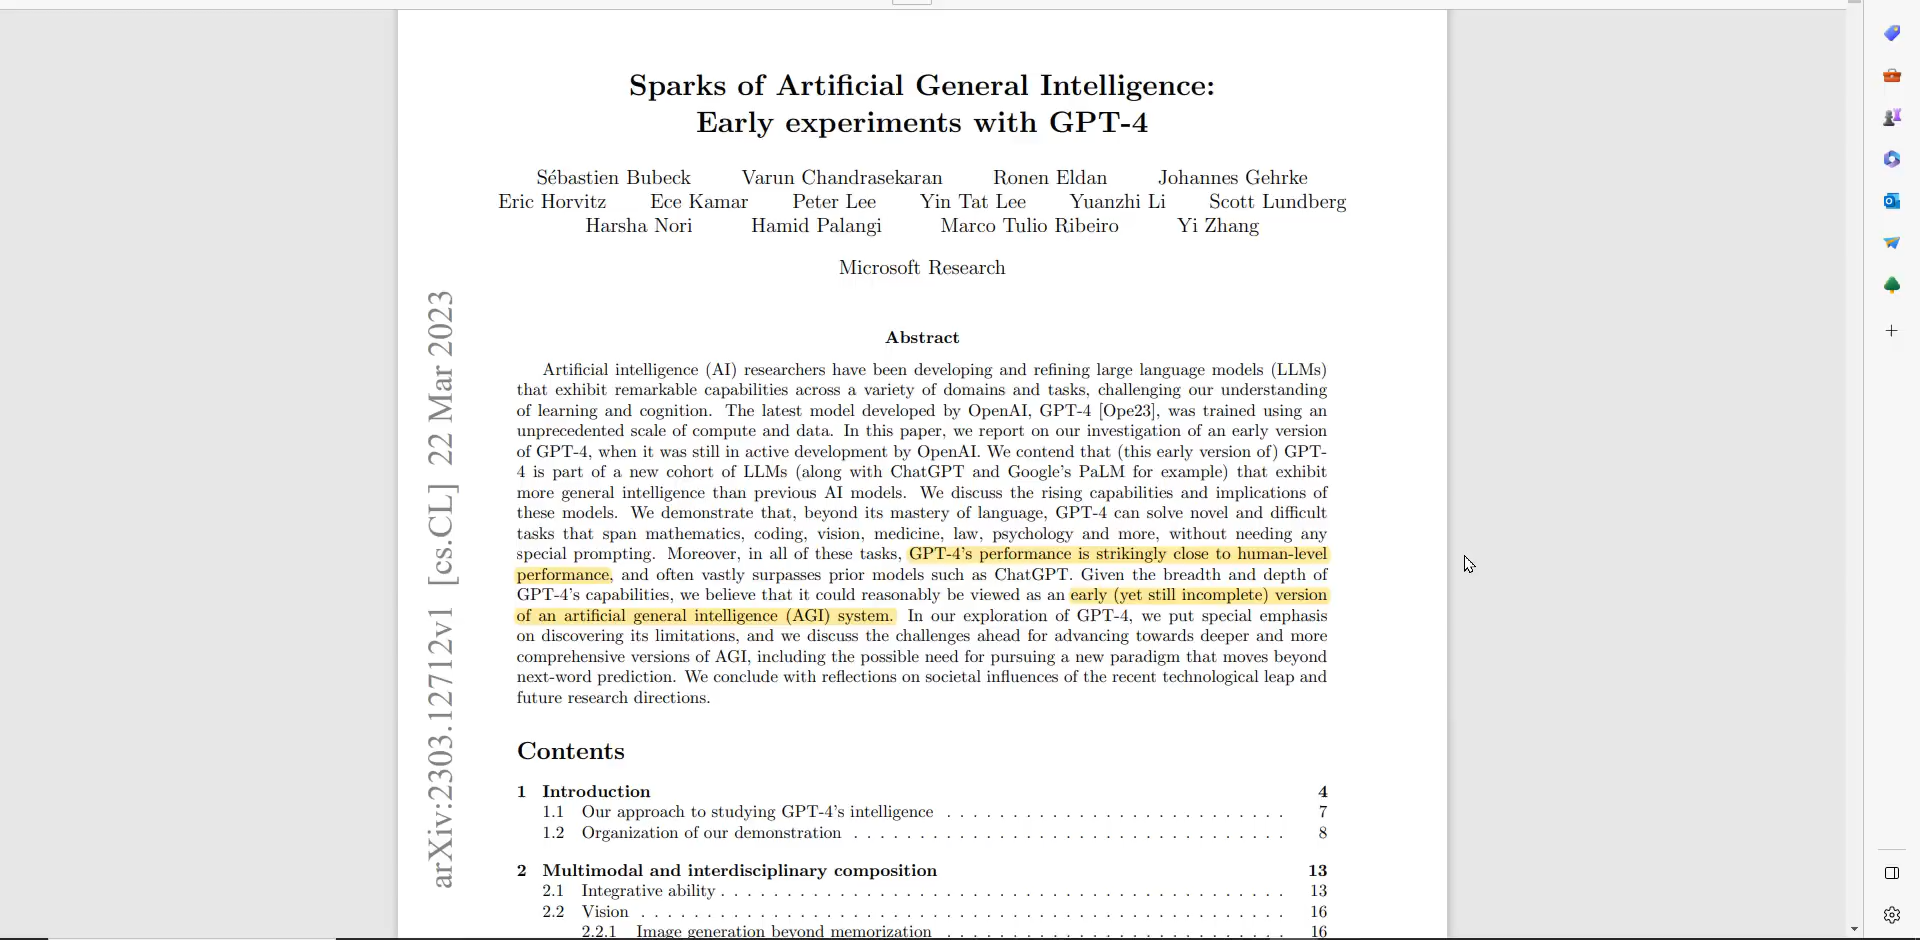 Sparks of Artificial General Intelligence:
Early experiments with GPT-4
Sébastien Bubeck Varun Chandrasekaran Ronen Eldan Johannes Gehrke
Eric Horvitz Ece Kamar Peter Lee Yin Tat Lee Yuanzhi Li Scott Lundberg
Harsha Nori Hamid Palangi Marco Tulio Ribeiro Yi Zhang
Microsoft Research
arXiv:2303.12712v1 [cs.CL] 22 Mar 2023
Abstract
Artificial intelligence (AI) researchers have been developing and refining large language models (LLMs)
that exhibit remarkable capabilities across a variety of domains and tasks, challenging our understanding
of learning and cognition. The latest model developed by OpenAI, GPT-4 [Ope23], was trained using an
unprecedented scale of compute and data. In this paper, we report on our investigation of an early version
of GPT-4, when it was still in active development by OpenAI. We contend that (this early version of) GPT-
4 is part of a new cohort of LLMs (along with ChatGPT and Google's PaLM for example) that exhibit
more general intelligence than previous AI models. We discuss the rising capabilities and implications of
these models. We demonstrate that, beyond its mastery of language, GPT-4 can solve novel and difficult
tasks that span mathematics, coding, vision, medicine, law, psychology and more, without needing any
special prompting. Moreover, in all of these tasks, GPT-4's performance is strikingly close to human-level
performance, and often vastly surpasses prior models such as ChatGPT. Given the breadth and depth of
GPT-4's capabilities, we believe that it could reasonably be viewed as an early (yet still incomplete) version
of an artificial general intelligence (AGI) system. In our exploration of GPT-4, we put special emphasis
on discovering its limitations, and we discuss the challenges ahead for advancing towards deeper and more
comprehensive versions of AGI, including the possible need for pursuing a new paradigm that moves beyond
next-word prediction. We conclude with reflections on societal influences of the recent technological leap and
future research directions.
Contents
1 Introduction 4
1.1 Our approach to studying GPT-4's intelligence . . . . . . . . . . . . . . . . . . . . . . . . . . 7
1.2 Organization of our demonstration . . . . . . . . . . . . . . . . . . . . . . . . . . . . . . . . . 8
2 Multimodal and interdisciplinary composition 13
2.1 Integrative ability . . . . . . . . . . . . . . . . . . . . . . . . . . . . . . . . . . . . . . . . . . . 13
2.2 Vision . . . . . . . . . . . . . . . . . . . . . . . . . . . . . . . . . . . . . . . . . . . . . . . . . 16
2.2.1 Image generation beyond memorization . . . . . . . . . . . . . . . . . . . . . . . . . . 16